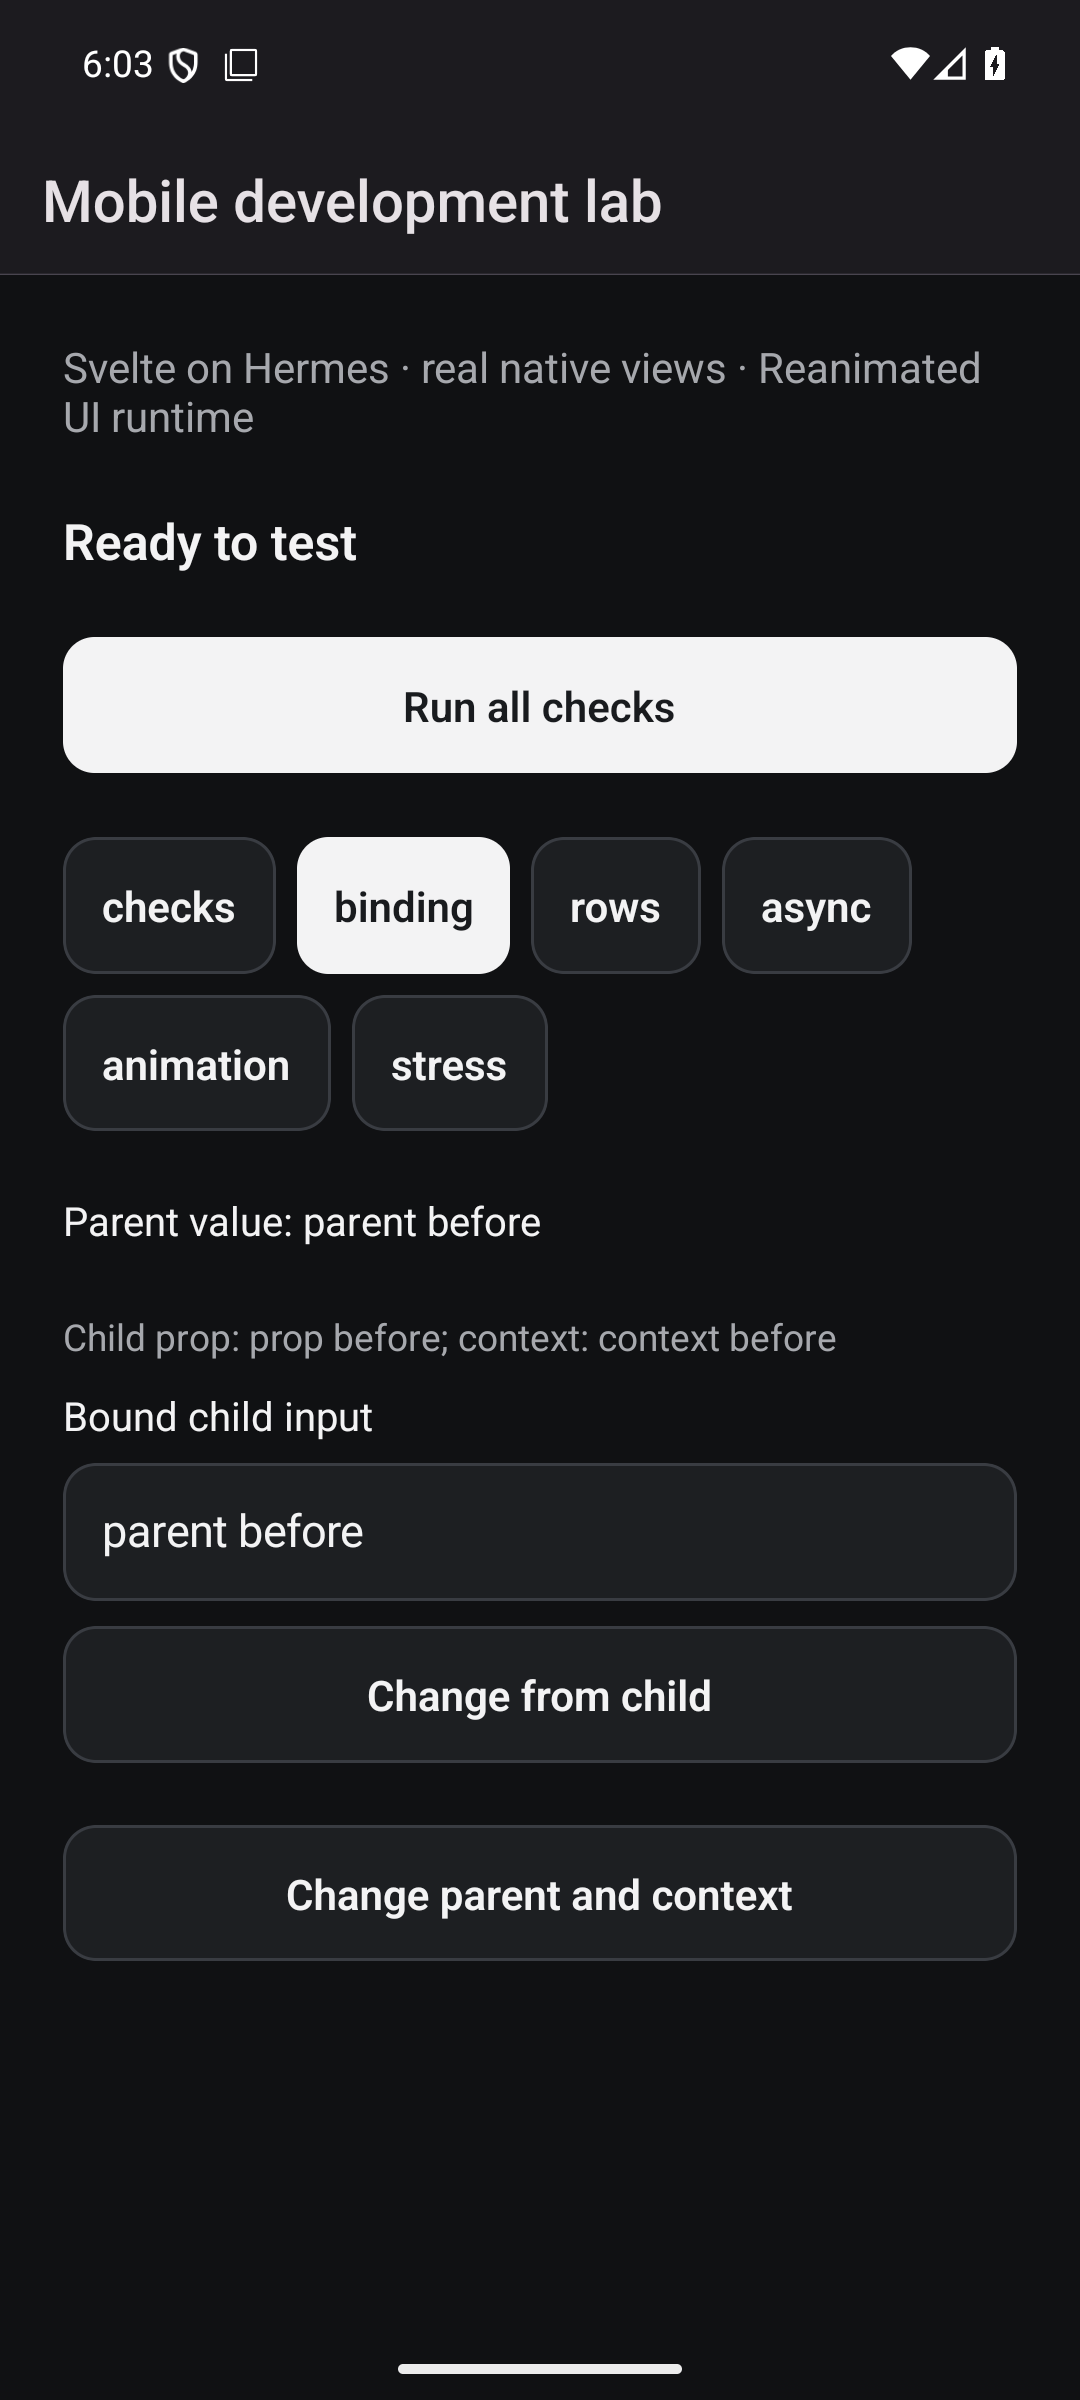 6:03
Mobile development lab
Svelte on Hermes · real native views · Reanimated
UI runtime
Ready to test
Run all checks
checks binding rows async
animation stress
Parent value: parent before
Child prop: prop before; context: context before
Bound child input
parent before
Change from child
Change parent and context